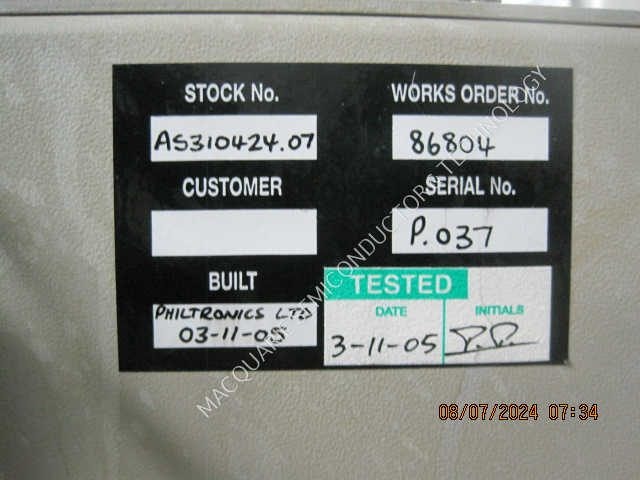 STOCK No.
AS310424.07
WORKS ORDER No.
86804
CUSTOMER
SERIAL No.
P.037
BUILT
PHILTRONICS LTD
03-11-05
TESTED
DATE
INITIALS
3-11-05
P.P.
MACQUARIE SEMICONDUCTORS TECHNOLOGY
08/07/2024 07:34